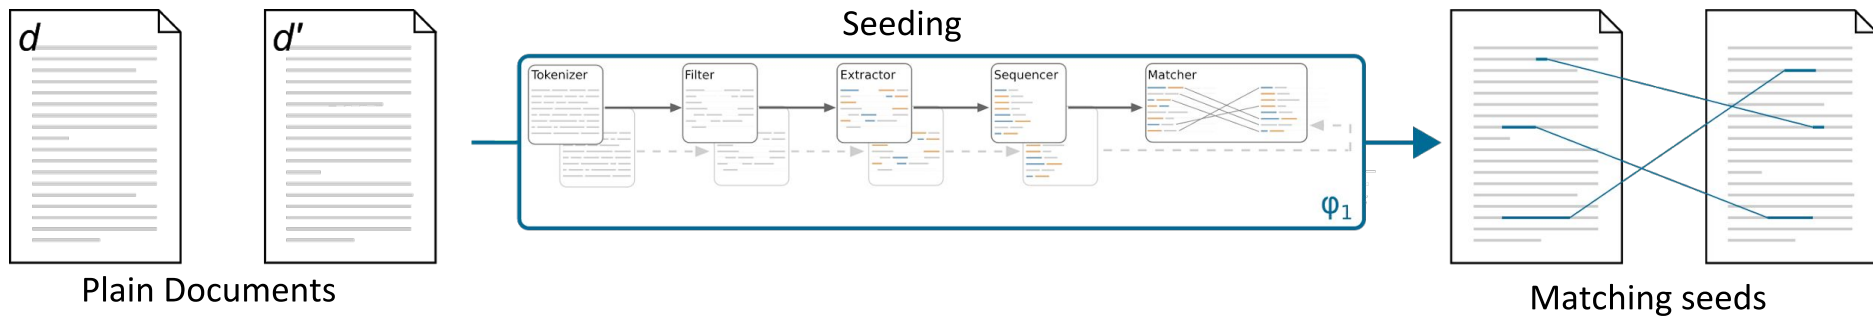 Seeding
d
d'
Tokenizer
Filter
Extractor
Sequencer
Matcher
φ1
Plain Documents
Matching seeds